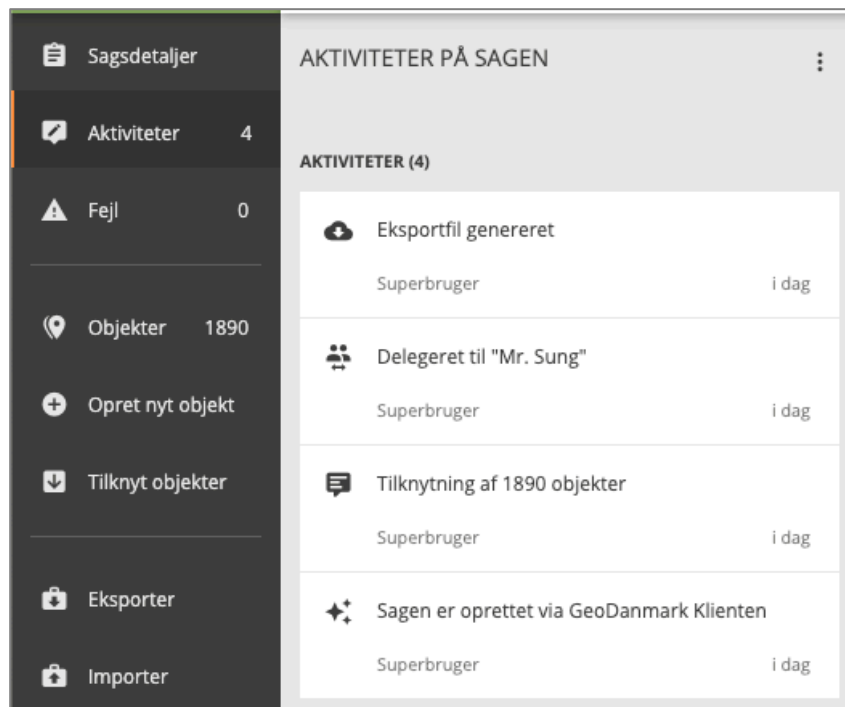 Sagsdetaljer
Aktiviteter 4
Fejl 0
Objekter 1890
Opret nyt objekt
Tilknyt objekter
Eksporter
Importer
AKTIVITETER PÅ SAGEN
AKTIVITETER (4)
Eksportfil genereret
Superbruger i dag
Delegeret til "Mr. Sung"
Superbruger i dag
Tilknytning af 1890 objekter
Superbruger i dag
Sagen er oprettet via GeoDanmark Klienten
Superbruger i dag